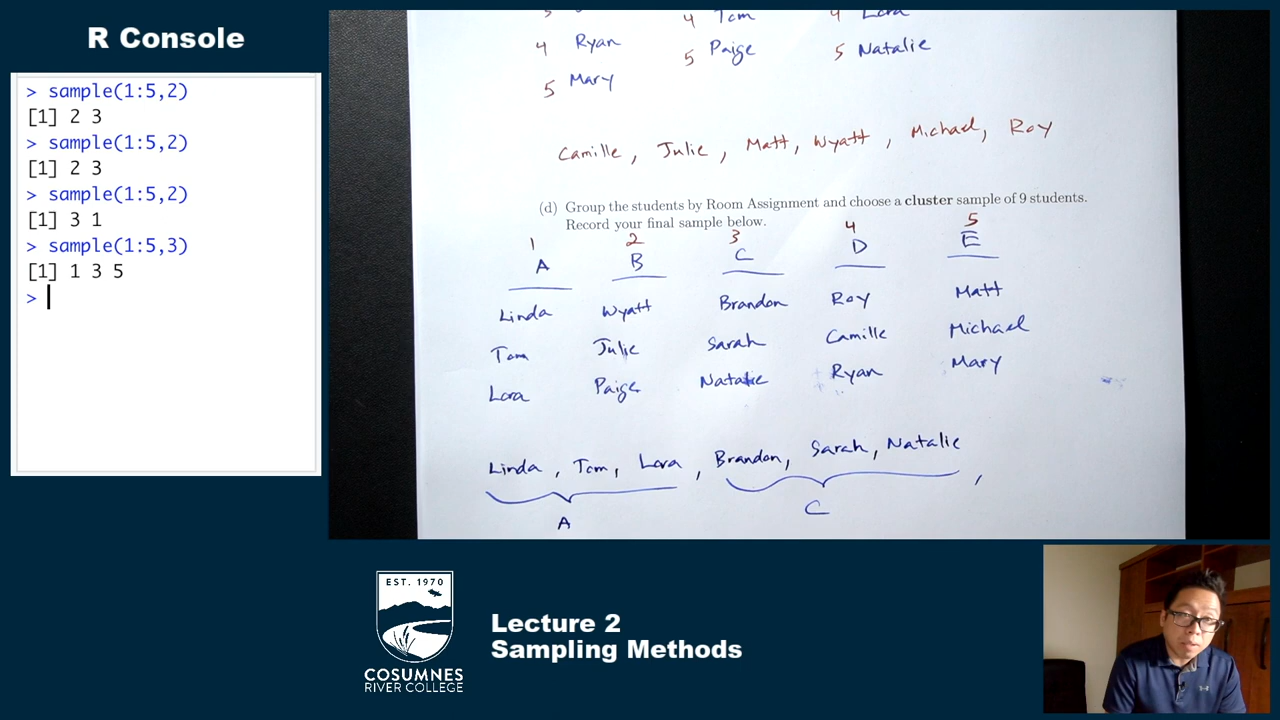 R Console
> sample(1:5,2)
[1] 2 3
> sample(1:5,2)
[1] 2 3
> sample(1:5,2)
[1] 3 1
> sample(1:5,3)
[1] 1 3 5
>
4 Tom 4 Lora
4 Ryan 5 Paige 5 Natalie
5 Mary
Camille, Julie, Matt, Wyatt, Michael, Roy
(d) Group the students by Room Assignment and choose a cluster sample of 9 students.
Record your final sample below.
1 2 3 4 5
A B C D E
Linda Wyatt Brandon Roy Matt
Tom Julie Sarah Camille Michael
Lora Paige Natalie Ryan Mary
Linda, Tom, Lora, Brandon, Sarah, Natalie,
A C
EST. 1970
COSUMNES
RIVER COLLEGE
Lecture 2
Sampling Methods